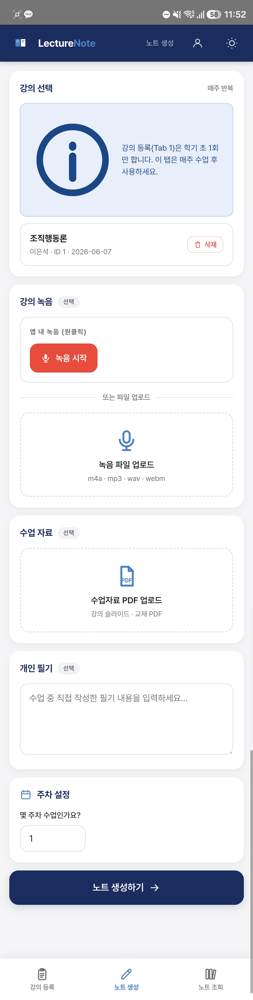 TALK
5
58
11:52
LectureNote
노트 생성
강의 선택
매주 반복
강의 등록(Tab 1)은 학기 초 1회
만 합니다. 이 탭은 매주 수업 후
사용하세요.
조직행동론
이은석 · ID 1 · 2026-06-07
삭제
강의 녹음
선택
앱 내 녹음 (원클릭)
녹음 시작
또는 파일 업로드
녹음 파일 업로드
m4a · mp3 · wav · webm
수업 자료
선택
PDF
수업자료 PDF 업로드
강의 슬라이드 · 교재 PDF
개인 필기
선택
수업 중 직접 작성한 필기 내용을 입력하세요...
주차 설정
몇 주차 수업인가요?
1
노트 생성하기 →
강의 등록
노트 생성
노트 조회